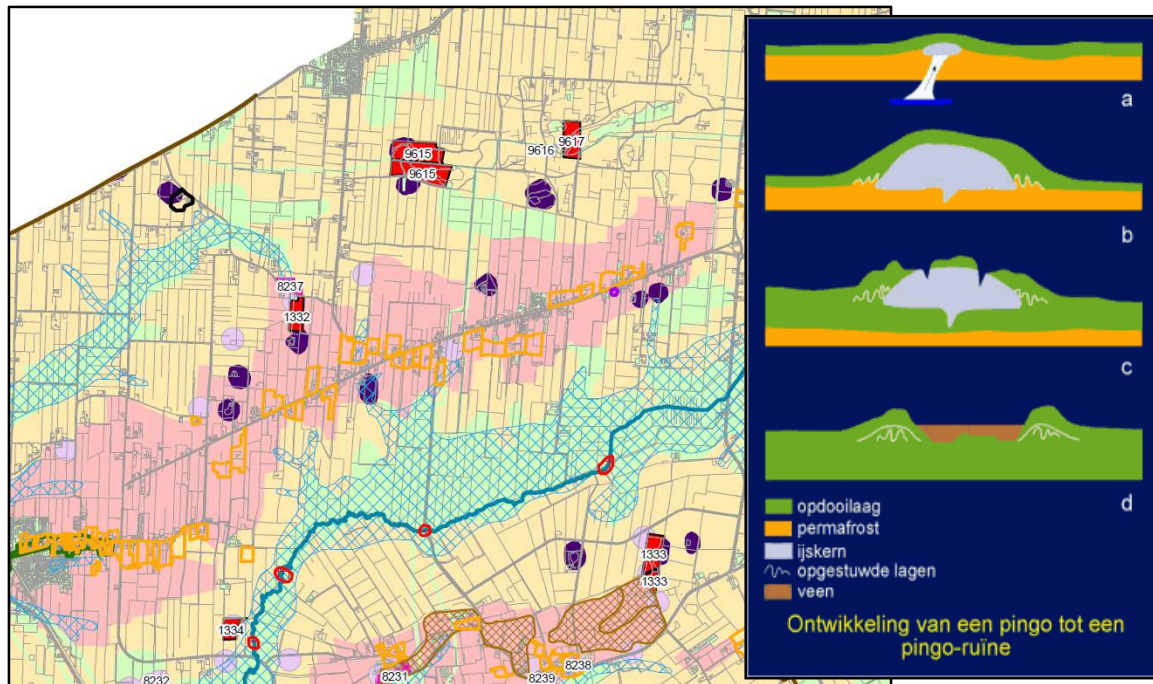 9615
9616
9617
9615
8237
1332
1333
1333
1334
8232
8231
8239
8238
a
b
c
d
opdooilaag
permafrost
ijskern
opgestuwde lagen
veen
Ontwikkeling van een pingo tot een
pingo-ruïne